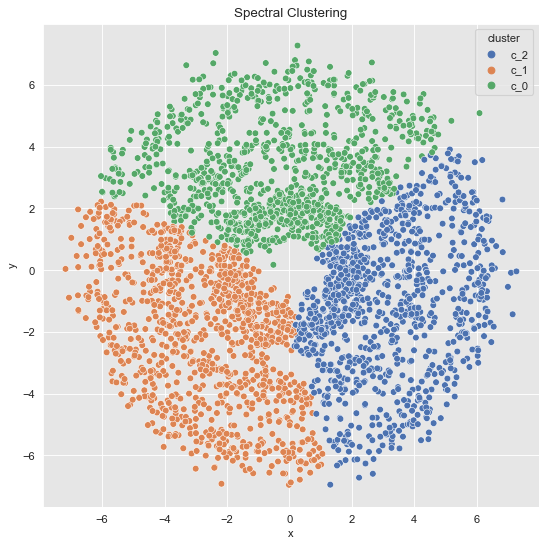 Spectral Clustering
cluster
c_2
c_1
c_0
y
6
4
2
0
−2
−4
−6
−6 −4 −2 0 2 4 6
x